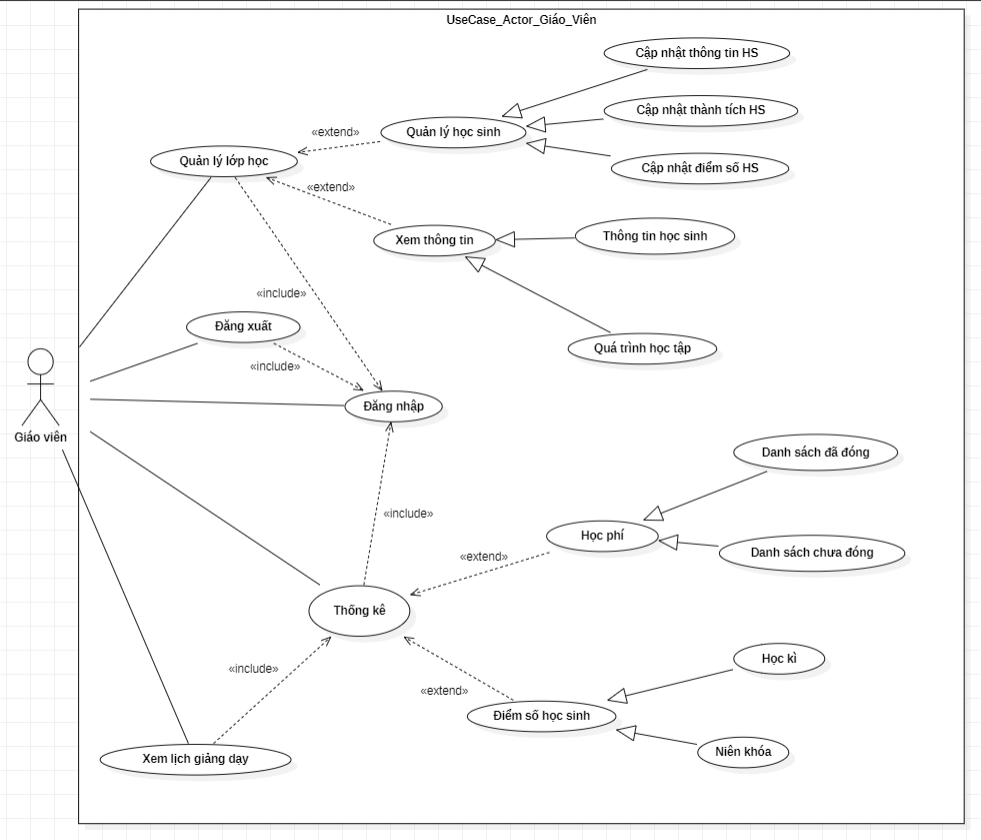 UseCase_Actor_Giáo_Viên
Cập nhật thông tin HS
Cập nhật thành tích HS
«extend»
Quản lý học sinh
Quản lý lớp học
Cập nhật điểm số HS
«extend»
Xem thông tin
Thông tin học sinh
«include»
Đăng xuất
Quá trình học tập
«include»
Đăng nhập
Giáo viên
Danh sách đã đóng
«include»
Học phí
«extend»
Danh sách chưa đóng
Thống kê
Học kì
«include»
«extend»
Điểm số học sinh
Niên khóa
Xem lịch giảng dạy